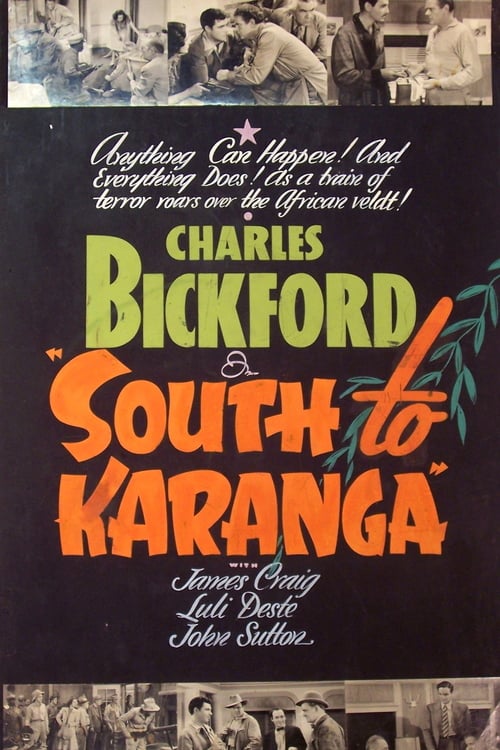 Anything Can Happen! And
Everything Does! As a train of
terror roars over the African veldt!
CHARLES
BICKFORD
In
"SOUTH to
KARANGA"
WITH
James Craig
Luli Deste
John Sutton